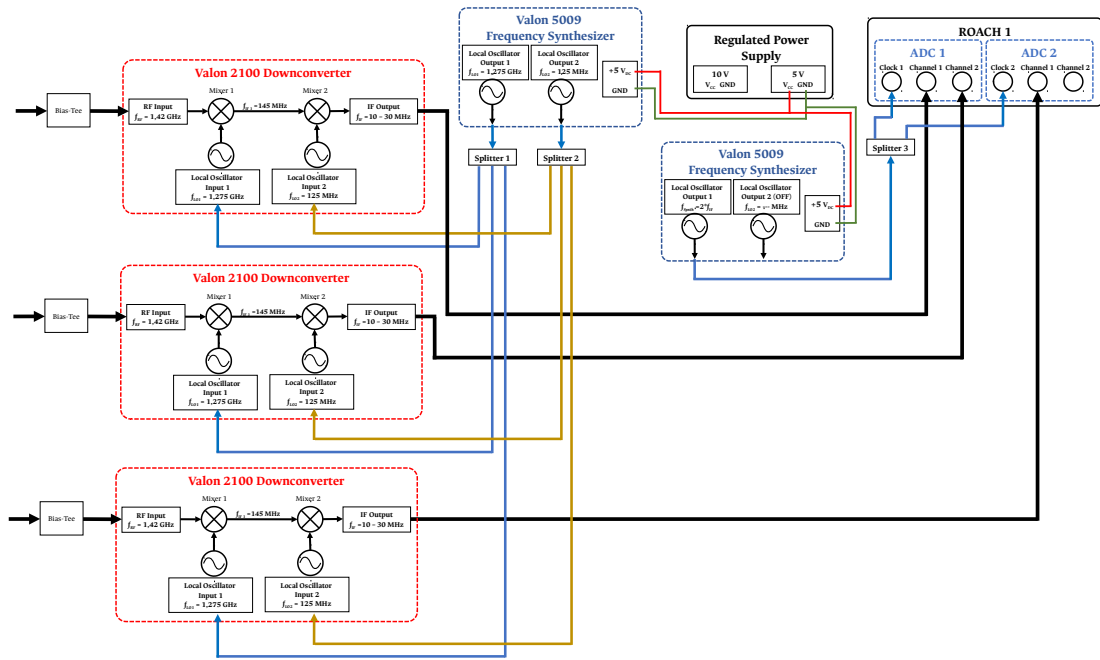 Valon 5009
Frequency Synthesizer
Local Oscillator
Output 1
f_LO1 = 1,275 GHz
Local Oscillator
Output 2
f_LO2 = 125 MHz
+5 V_DC
GND
Splitter 1
Splitter 2
Regulated Power
Supply
10 V
V_CC GND
5 V
V_CC GND
ROACH 1
ADC 1
ADC 2
Clock 1
Channel 1
Channel 2
Clock 2
Channel 1
Channel 2
Splitter 3
Valon 5009
Frequency Synthesizer
Local Oscillator
Output 1
=2*f_IF
Local Oscillator
Output 2 (OFF)
f_LO2 = -- MHz
+5 V_DC
GND
Valon 2100 Downconverter
Bias-Tee
RF Input
f_RF = 1,42 GHz
Mixer 1
f_IF,1 =145 MHz
Mixer 2
IF Output
f_IF =10 – 30 MHz
Local Oscillator
Input 1
f_LO1 = 1,275 GHz
Local Oscillator
Input 2
f_LO2 = 125 MHz
Valon 2100 Downconverter
Bias-Tee
RF Input
f_RF = 1,42 GHz
Mixer 1
f_IF,1 =145 MHz
Mixer 2
IF Output
f_IF =10 – 30 MHz
Local Oscillator
Input 1
f_LO1 = 1,275 GHz
Local Oscillator
Input 2
f_LO2 = 125 MHz
Valon 2100 Downconverter
Bias-Tee
RF Input
f_RF = 1,42 GHz
Mixer 1
f_IF,1 =145 MHz
Mixer 2
IF Output
f_IF =10 – 30 MHz
Local Oscillator
Input 1
f_LO1 = 1,275 GHz
Local Oscillator
Input 2
f_LO2 = 125 MHz